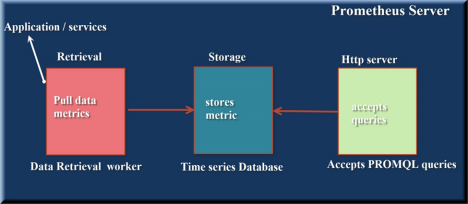 Prometheus Server
Application / services
Retrieval
Storage
Http server
Pull data
metrics
stores
metric
accepts
queries
Data Retrieval worker
Time series Database
Accepts PROMQL queries